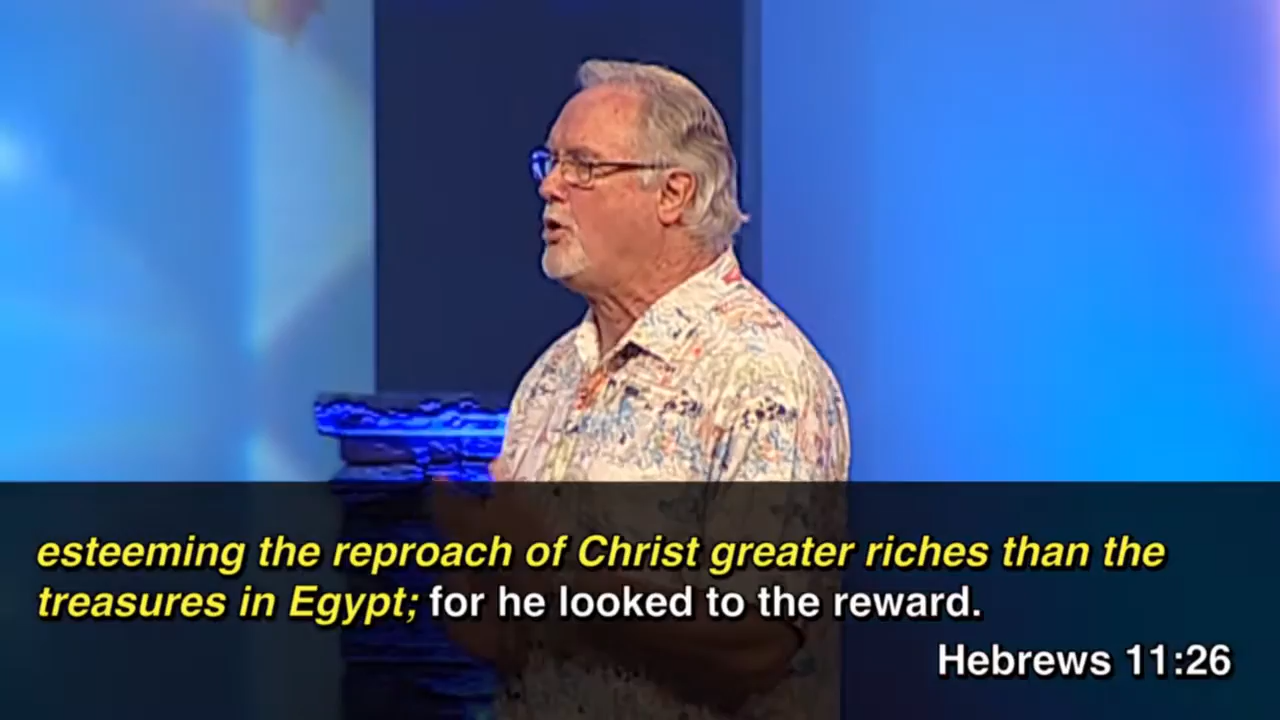 esteeming the reproach of Christ greater riches than the
treasures in Egypt; for he looked to the reward.
Hebrews 11:26